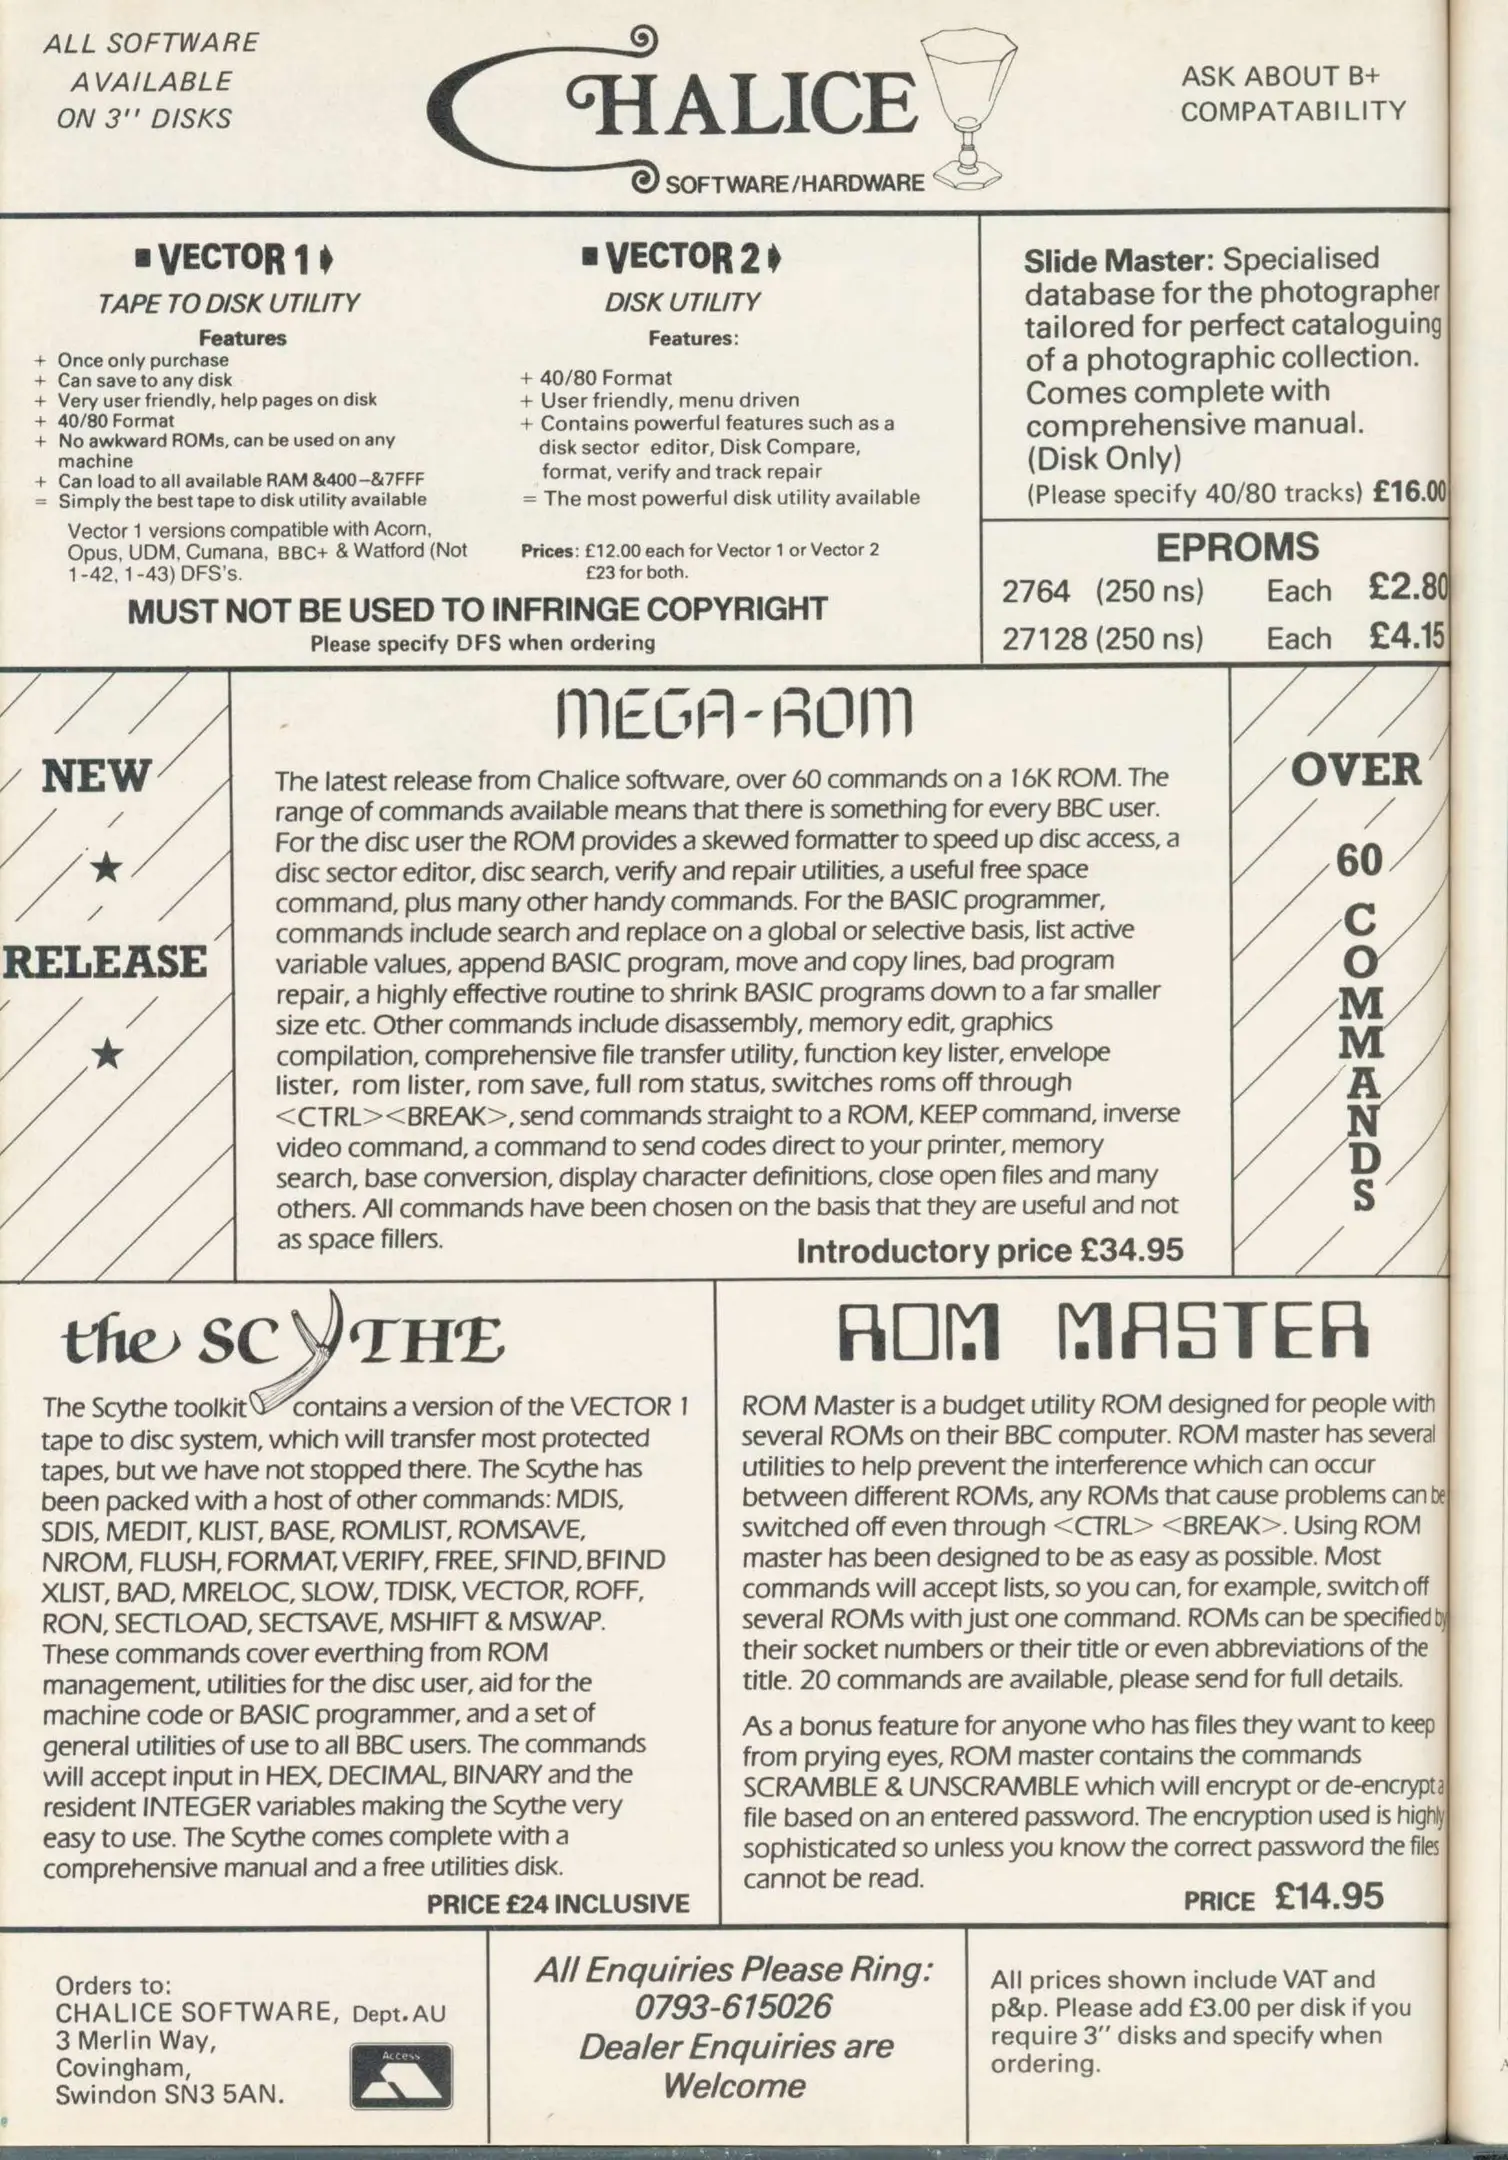 ALL SOFTWARE
AVAILABLE
ON 3" DISKS
CHALICE
SOFTWARE/HARDWARE
ASK ABOUT B+
COMPATABILITY
VECTOR 1
TAPE TO DISK UTILITY
Features
+ Once only purchase
+ Can save to any disk
+ Very user friendly, help pages on disk
+ 40/80 Format
+ No awkward ROMs, can be used on any
machine
+ Can load to all available RAM &400-&7FFF
= Simply the best tape to disk utility available
Vector 1 versions compatible with Acorn,
Opus, UDM, Cumana, BBC+ & Watford (Not
1-42, 1-43) DFS's.
VECTOR 2
DISK UTILITY
Features:
+ 40/80 Format
+ User friendly, menu driven
+ Contains powerful features such as a
disk sector editor, Disk Compare,
format, verify and track repair
= The most powerful disk utility available
Prices: £12.00 each for Vector 1 or Vector 2
£23 for both.
MUST NOT BE USED TO INFRINGE COPYRIGHT
Please specify DFS when ordering
Slide Master: Specialised
database for the photographer
tailored for perfect cataloguing
of a photographic collection.
Comes complete with
comprehensive manual.
(Disk Only)
(Please specify 40/80 tracks) £16.00
EPROMS
2764 (250 ns) Each £2.80
27128 (250 ns) Each £4.15
NEW
RELEASE
MEGA-ROM
The latest release from Chalice software, over 60 commands on a 16K ROM. The
range of commands available means that there is something for every BBC user.
For the disc user the ROM provides a skewed formatter to speed up disc access, a
disc sector editor, disc search, verify and repair utilities, a useful free space
command, plus many other handy commands. For the BASIC programmer,
commands include search and replace on a global or selective basis, list active
variable values, append BASIC program, move and copy lines, bad program
repair, a highly effective routine to shrink BASIC programs down to a far smaller
size etc. Other commands include disassembly, memory edit, graphics
compilation, comprehensive file transfer utility, function key lister, envelope
lister, rom lister, rom save, full rom status, switches roms off through
<CTRL><BREAK>, send commands straight to a ROM, KEEP command, inverse
video command, a command to send codes direct to your printer, memory
search, base conversion, display character definitions, close open files and many
others. All commands have been chosen on the basis that they are useful and not
as space fillers.
Introductory price £34.95
OVER
60
COMMANDS
the SCYTHE
The Scythe toolkit contains a version of the VECTOR 1
tape to disc system, which will transfer most protected
tapes, but we have not stopped there. The Scythe has
been packed with a host of other commands: MDIS,
SDIS, MEDIT, KLIST, BASE, ROMLIST, ROMSAVE,
NROM, FLUSH, FORMAT, VERIFY, FREE, SFIND, BFIND
XLIST, BAD, MRELOC, SLOW, TDISK, VECTOR, ROFF,
RON, SECTLOAD, SECTSAVE, MSHIFT & MSWAP.
These commands cover everthing from ROM
management, utilities for the disc user, aid for the
machine code or BASIC programmer, and a set of
general utilities of use to all BBC users. The commands
will accept input in HEX, DECIMAL, BINARY and the
resident INTEGER variables making the Scythe very
easy to use. The Scythe comes complete with a
comprehensive manual and a free utilities disk.
PRICE £24 INCLUSIVE
ROM MASTER
ROM Master is a budget utility ROM designed for people with
several ROMs on their BBC computer. ROM master has several
utilities to help prevent the interference which can occur
between different ROMs, any ROMs that cause problems can be
switched off even through <CTRL> <BREAK>. Using ROM
master has been designed to be as easy as possible. Most
commands will accept lists, so you can, for example, switch off
several ROMs with just one command. ROMs can be specified by
their socket numbers or their title or even abbreviations of the
title. 20 commands are available, please send for full details.
As a bonus feature for anyone who has files they want to keep
from prying eyes, ROM master contains the commands
SCRAMBLE & UNSCRAMBLE which will encrypt or de-encrypt a
file based on an entered password. The encryption used is highly
sophisticated so unless you know the correct password the files
cannot be read.
PRICE £14.95
Orders to:
CHALICE SOFTWARE, Dept. AU
3 Merlin Way,
Covingham,
Swindon SN3 5AN.
Access
All Enquiries Please Ring:
0793-615026
Dealer Enquiries are
Welcome
All prices shown include VAT and
p&p. Please add £3.00 per disk if you
require 3" disks and specify when
ordering.